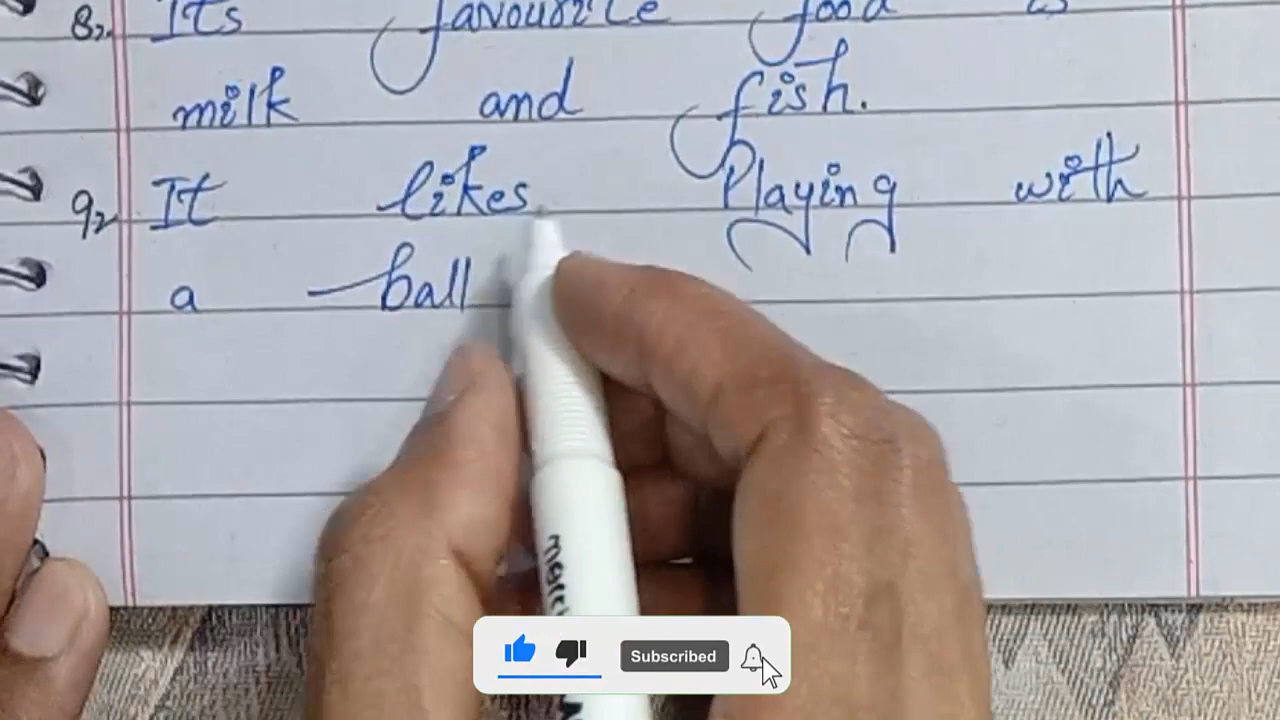 8, Its favourite food is
milk and fish.
9, It likes Playing with
a ball
Subscribed